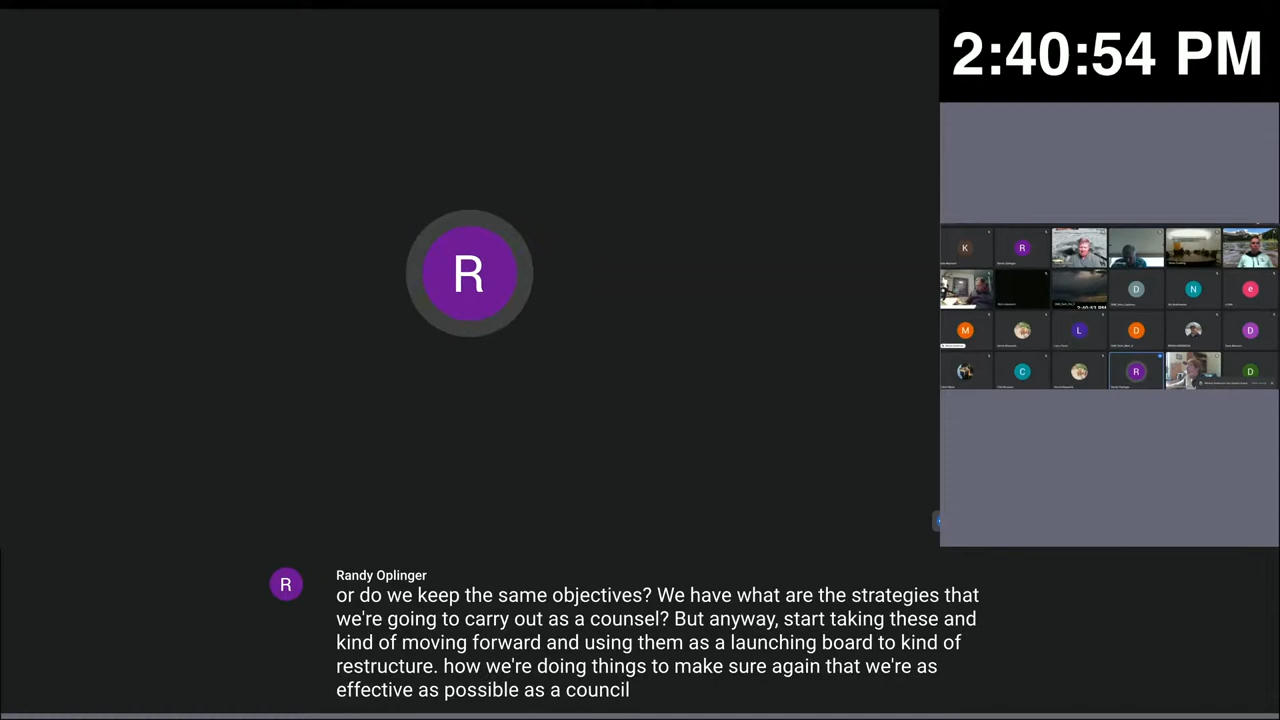 2:40:54 PM
R
K
R
D
N
e
M
L
D
D
C
R
D
R
Randy Oplinger
or do we keep the same objectives? We have what are the strategies that
we're going to carry out as a counsel? But anyway, start taking these and
kind of moving forward and using them as a launching board to kind of
restructure. how we're doing things to make sure again that we're as
effective as possible as a council